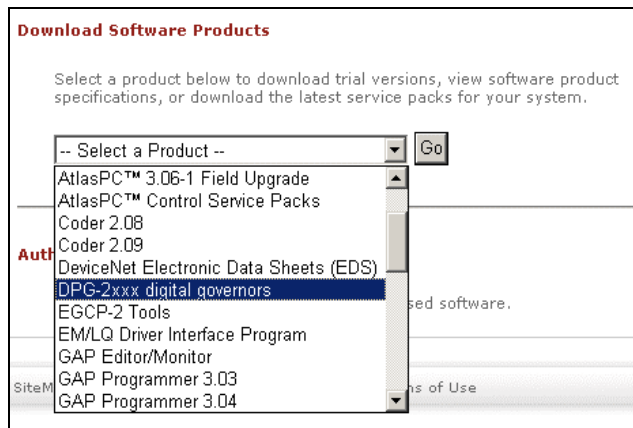 Download Software Products
Select a product below to download trial versions, view software product
specifications, or download the latest service packs for your system.
-- Select a Product --
Go
AtlasPC™ 3.06-1 Field Upgrade
AtlasPC™ Control Service Packs
Coder 2.08
Coder 2.09
DeviceNet Electronic Data Sheets (EDS)
DPG-2xxx digital governors
EGCP-2 Tools
EM/LQ Driver Interface Program
GAP Editor/Monitor
GAP Programmer 3.03
GAP Programmer 3.04
software.
of Use